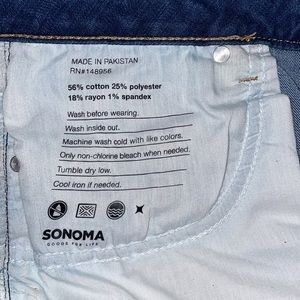 MADE IN PAKISTAN
RN#148956
56% cotton 25% polyester
18% rayon 1% spandex
Wash before wearing.
Wash inside out.
Machine wash cold with like colors.
Only non-chlorine bleach when needed.
Tumble dry low.
Cool iron if needed.
SONOMA
GOODS FOR LIFE